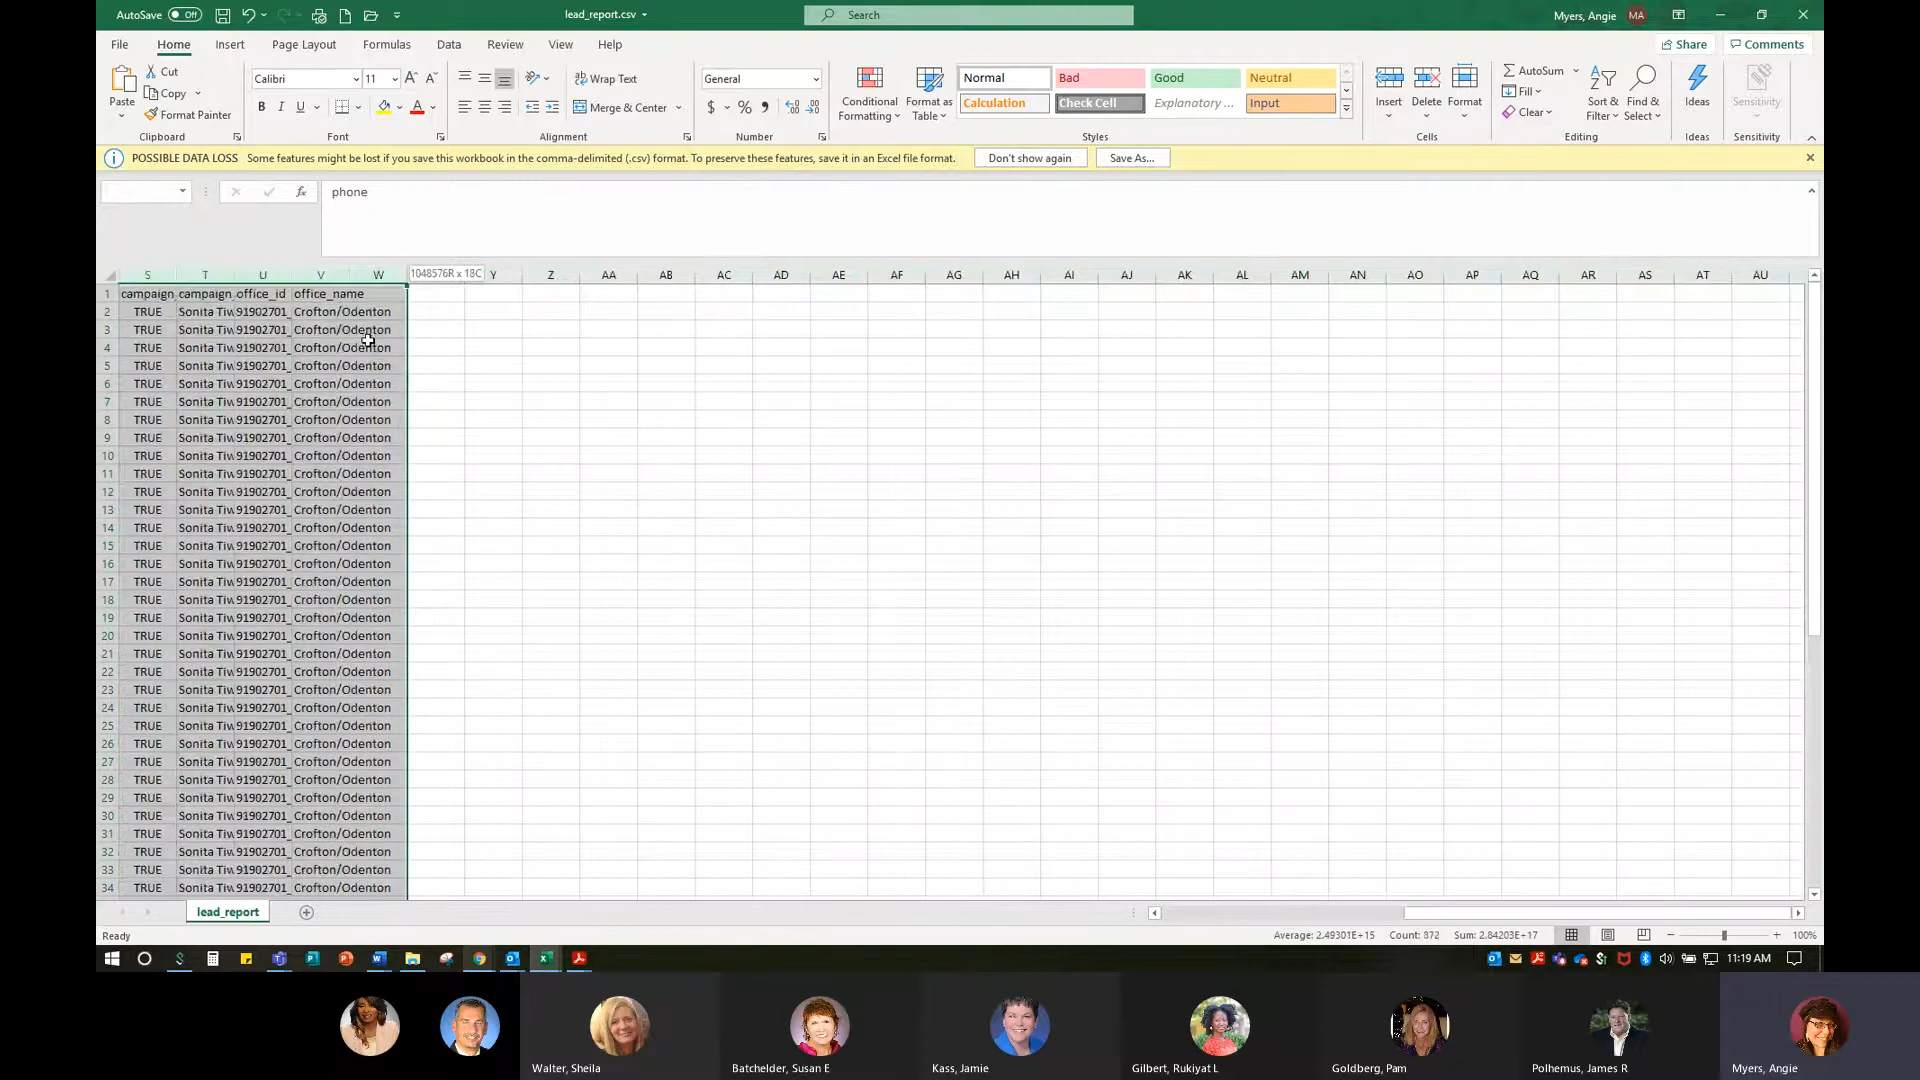 AutoSave Off lead_report.csv Search Myers, Angie MA
File Home Insert Page Layout Formulas Data Review View Help Share Comments
Paste Cut Copy Format Painter
Calibri 11
B I U
Wrap Text
Merge & Center
General
$ % ,
Conditional Formatting
Format as Table
Normal Bad Good Neutral
Calculation Check Cell Explanatory ... Input
Insert Delete Format
AutoSum
Fill
Clear
Sort & Filter
Find & Select
Ideas
Sensitivity
Clipboard Font Alignment Number Styles Cells Editing Ideas Sensitivity
POSSIBLE DATA LOSS Some features might be lost if you save this workbook in the comma-delimited (.csv) format. To preserve these features, save it in an Excel file format. Don't show again Save As...
fx phone
S T U V W 1048576R x 18C Y Z AA AB AC AD AE AF AG AH AI AJ AK AL AM AN AO AP AQ AR AS AT AU
1 campaign_ campaign_ office_id office_name
2 TRUE Sonita Tiw 91902701_ Crofton/Odenton
3 TRUE Sonita Tiw 91902701_ Crofton/Odenton
4 TRUE Sonita Tiw 91902701_ Crofton/Odenton
5 TRUE Sonita Tiw 91902701_ Crofton/Odenton
6 TRUE Sonita Tiw 91902701_ Crofton/Odenton
7 TRUE Sonita Tiw 91902701_ Crofton/Odenton
8 TRUE Sonita Tiw 91902701_ Crofton/Odenton
9 TRUE Sonita Tiw 91902701_ Crofton/Odenton
10 TRUE Sonita Tiw 91902701_ Crofton/Odenton
11 TRUE Sonita Tiw 91902701_ Crofton/Odenton
12 TRUE Sonita Tiw 91902701_ Crofton/Odenton
13 TRUE Sonita Tiw 91902701_ Crofton/Odenton
14 TRUE Sonita Tiw 91902701_ Crofton/Odenton
15 TRUE Sonita Tiw 91902701_ Crofton/Odenton
16 TRUE Sonita Tiw 91902701_ Crofton/Odenton
17 TRUE Sonita Tiw 91902701_ Crofton/Odenton
18 TRUE Sonita Tiw 91902701_ Crofton/Odenton
19 TRUE Sonita Tiw 91902701_ Crofton/Odenton
20 TRUE Sonita Tiw 91902701_ Crofton/Odenton
21 TRUE Sonita Tiw 91902701_ Crofton/Odenton
22 TRUE Sonita Tiw 91902701_ Crofton/Odenton
23 TRUE Sonita Tiw 91902701_ Crofton/Odenton
24 TRUE Sonita Tiw 91902701_ Crofton/Odenton
25 TRUE Sonita Tiw 91902701_ Crofton/Odenton
26 TRUE Sonita Tiw 91902701_ Crofton/Odenton
27 TRUE Sonita Tiw 91902701_ Crofton/Odenton
28 TRUE Sonita Tiw 91902701_ Crofton/Odenton
29 TRUE Sonita Tiw 91902701_ Crofton/Odenton
30 TRUE Sonita Tiw 91902701_ Crofton/Odenton
31 TRUE Sonita Tiw 91902701_ Crofton/Odenton
32 TRUE Sonita Tiw 91902701_ Crofton/Odenton
33 TRUE Sonita Tiw 91902701_ Crofton/Odenton
34 TRUE Sonita Tiw 91902701_ Crofton/Odenton
lead_report
Ready Average: 2.49301E+15 Count: 872 Sum: 2.84203E+17 100%
11:19 AM
Walter, Sheila Batchelder, Susan E Kass, Jamie Gilbert, Rukiyat L Goldberg, Pam Polhemus, James R Myers, Angie